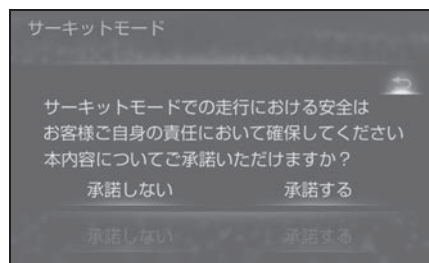 サーキットモード
サーキットモードでの走行における安全は
お客様ご自身の責任において確保してください
本内容についてご承諾いただけますか？
承諾しない 承諾する
承諾しない 承諾する